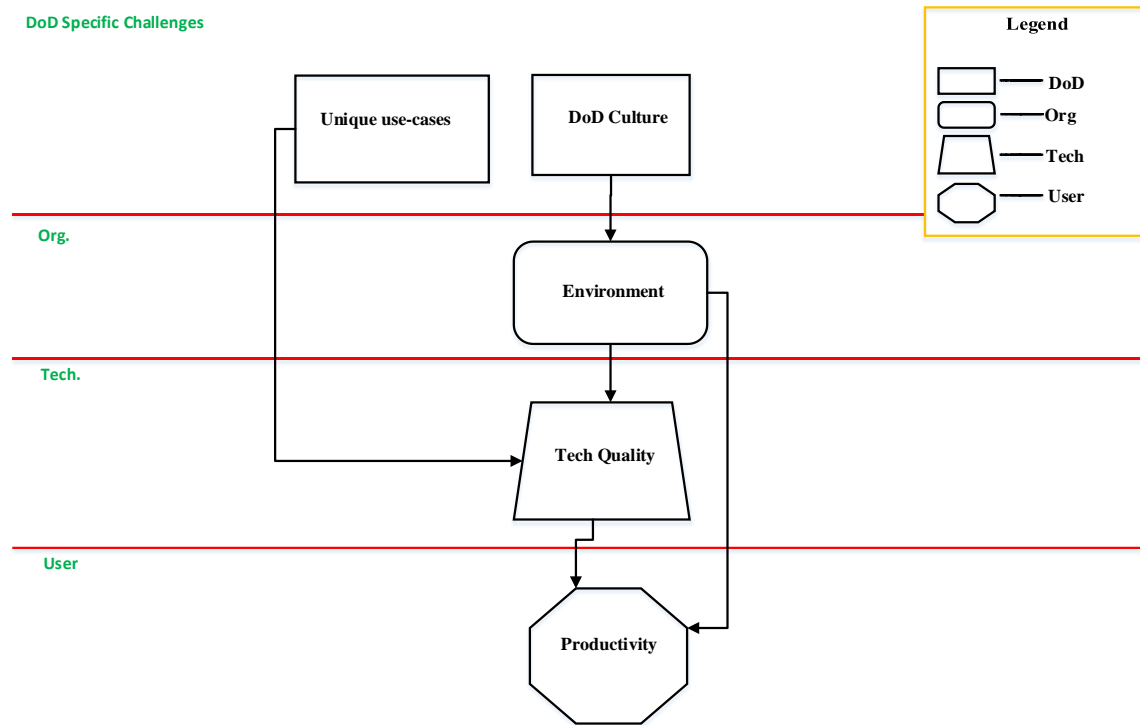 DoD Specific Challenges
Legend
DoD
Org
Tech
User
Unique use-cases
DoD Culture
Org.
Environment
Tech.
Tech Quality
User
Productivity